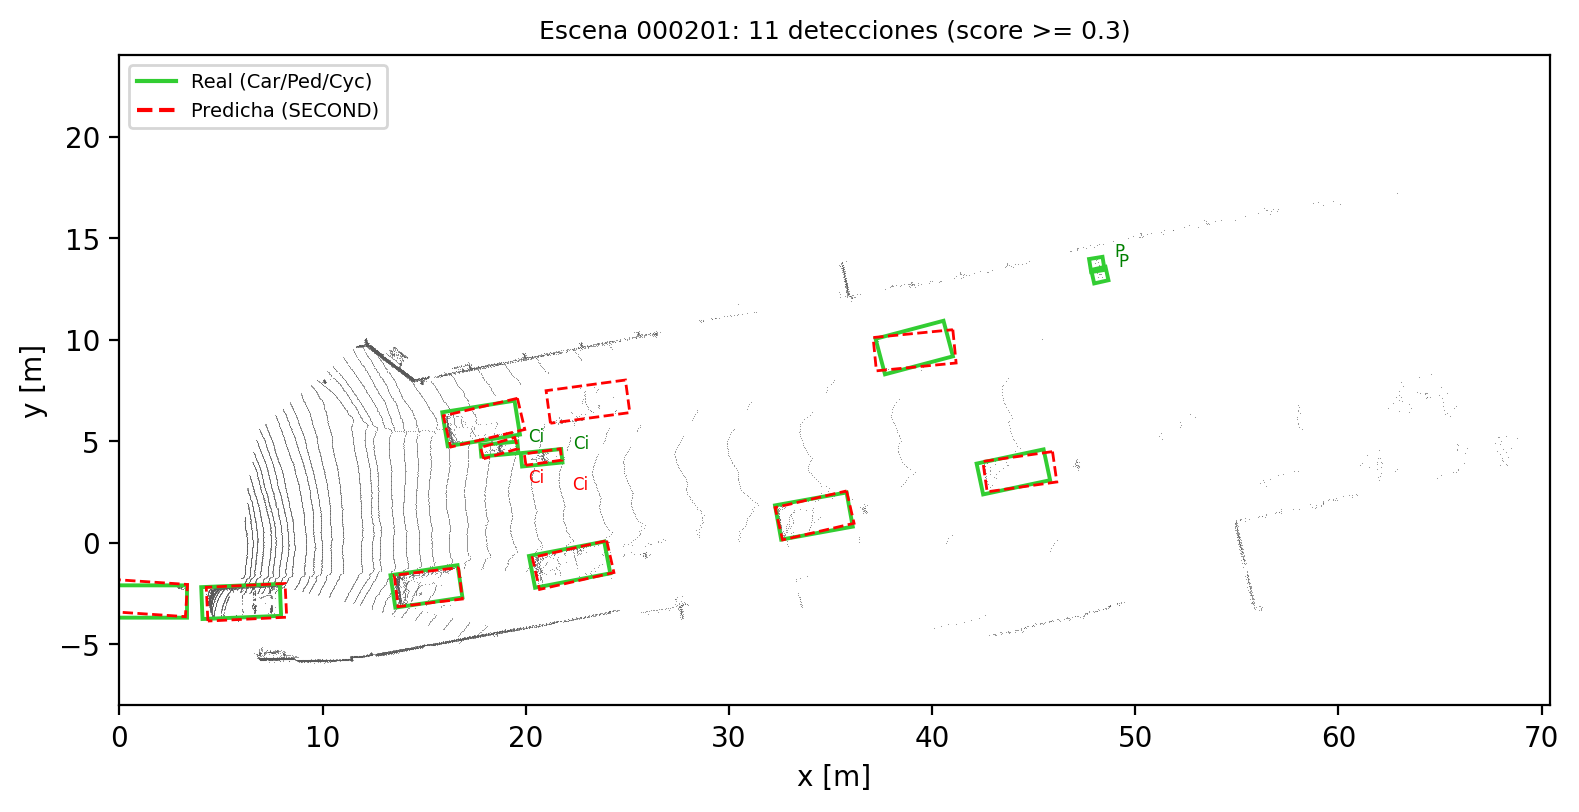 Escena 000201: 11 detecciones (score >= 0.3)
Real (Car/Ped/Cyc)
Predicha (SECOND)
y [m]
20
15
10
5
0
−5
P
P
Ci
Ci
Ci
Ci
0 10 20 30 40 50 60 70
x [m]